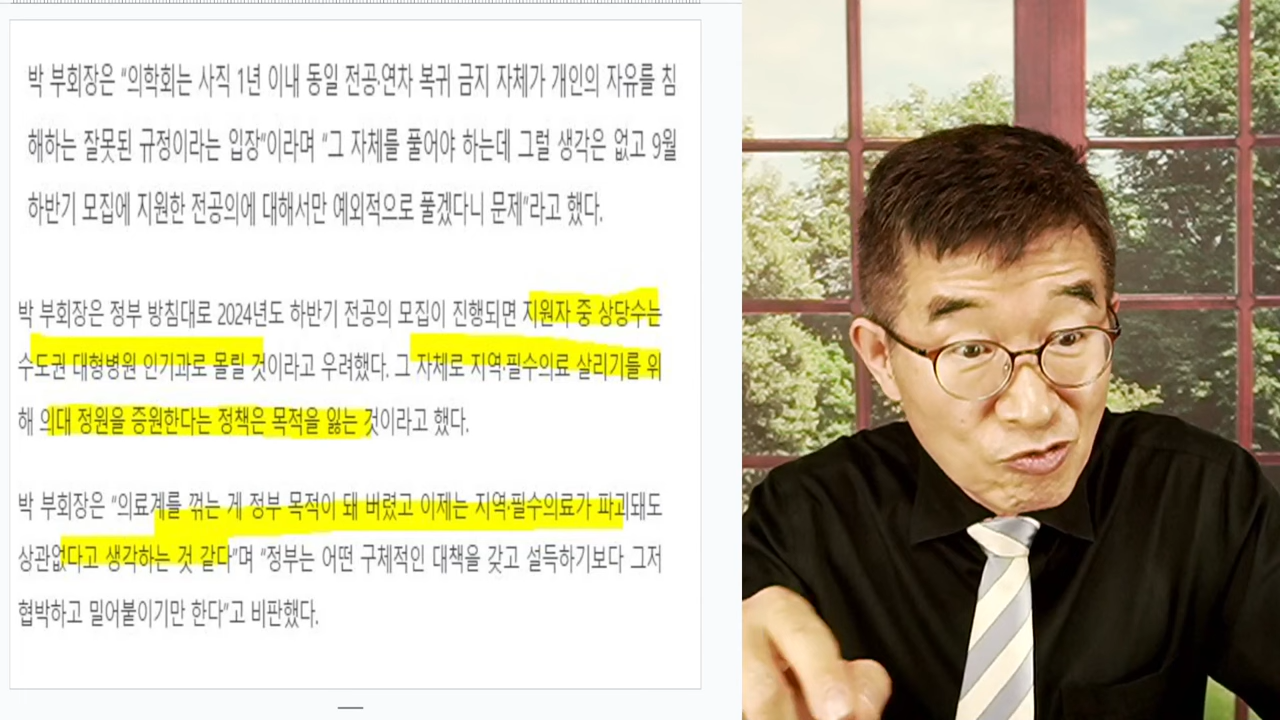 박 부회장은 "의학회는 사직 1년 이내 동일 전공·연차 복귀 금지 자체가 개인의 자유를 침
해하는 잘못된 규정이라는 입장"이라며 "그 자체를 풀어야 하는데 그럴 생각은 없고 9월
하반기 모집에 지원한 전공의에 대해서만 예외적으로 풀겠다니 문제"라고 했다.
박 부회장은 정부 방침대로 2024년도 하반기 전공의 모집이 진행되면 지원자 중 상당수는
수도권 대형병원 인기과로 몰릴 것이라고 우려했다. 그 자체로 지역·필수의료 살리기를 위
해 의대 정원을 증원한다는 정책은 목적을 잃는 것이라고 했다.
박 부회장은 "의료계를 꺾는 게 정부 목적이 돼 버렸고 이제는 지역·필수의료가 파괴돼도
상관없다고 생각하는 것 같다"며 "정부는 어떤 구체적인 대책을 갖고 설득하기보다 그저
협박하고 밀어붙이기만 한다"고 비판했다.